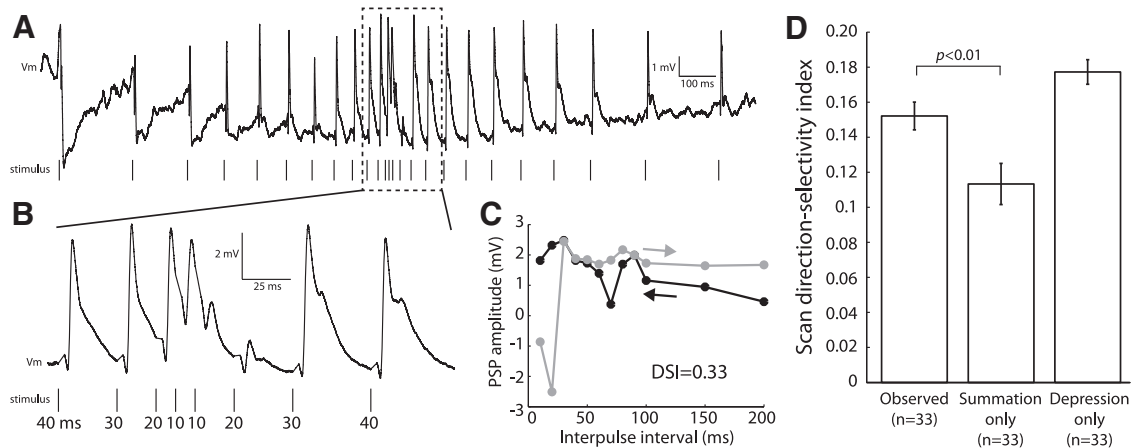 A
Vm
1 mV
100 ms
stimulus
B
2 mV
25 ms
Vm
stimulus
40 ms 30 20 10 10 20 30 40
C
PSP amplitude (mV)
3
2
1
0
-1
-2
-3
DSI=0.33
0 50 100 150 200
Interpulse interval (ms)
D
Scan direction-selectivity index
0.20
0.18
0.16
0.14
0.12
0.10
0.08
0.06
0.04
0.02
0
p<0.01
Observed
(n=33)
Summation
only
(n=33)
Depression
only
(n=33)